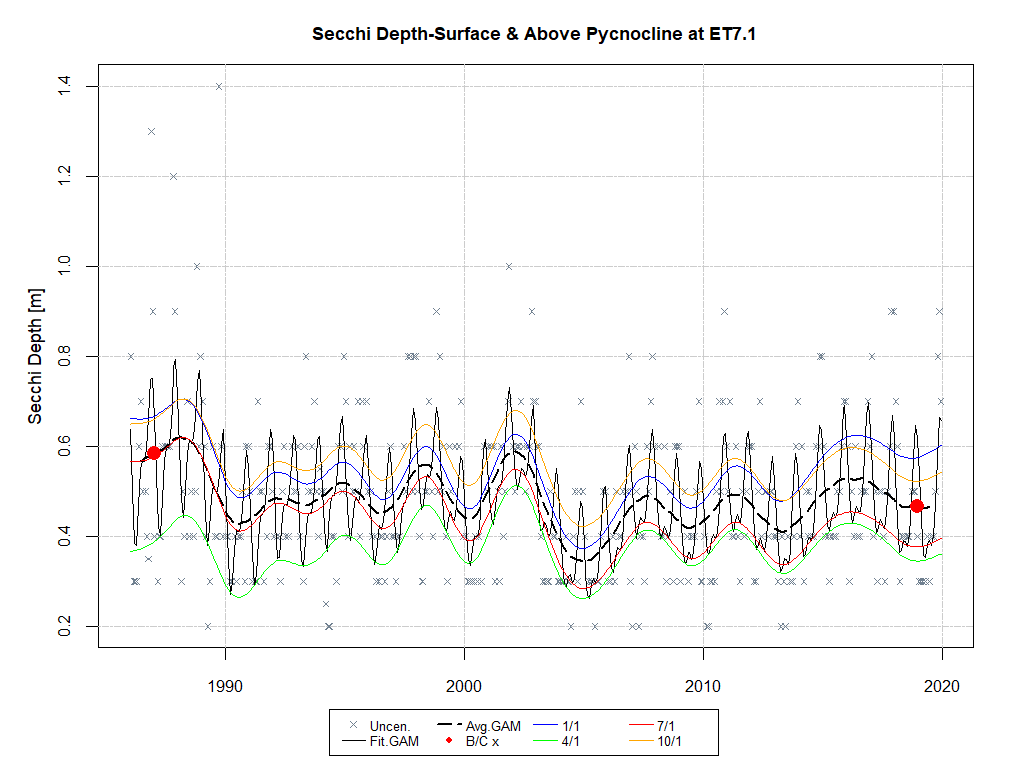 Secchi Depth-Surface & Above Pycnocline at ET7.1
Secchi Depth [m]
1.4
1.2
1.0
0.8
0.6
0.4
0.2
1990 2000 2010 2020
Uncen. Avg.GAM 1/1 7/1
Fit.GAM B/C x 4/1 10/1